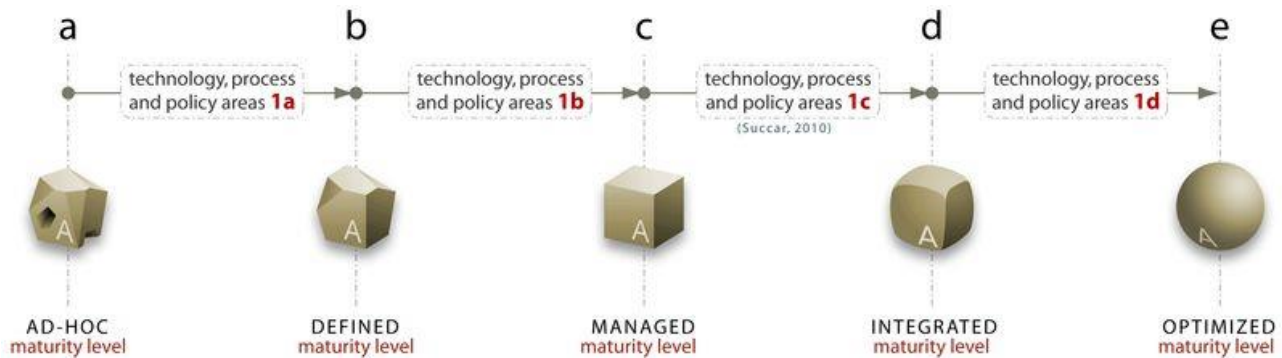 a
b
c
d
e
technology, process
and policy areas 1a
technology, process
and policy areas 1b
technology, process
and policy areas 1c
(Succar, 2010)
technology, process
and policy areas 1d
A
A
A
A
A
AD-HOC
maturity level
DEFINED
maturity level
MANAGED
maturity level
INTEGRATED
maturity level
OPTIMIZED
maturity level